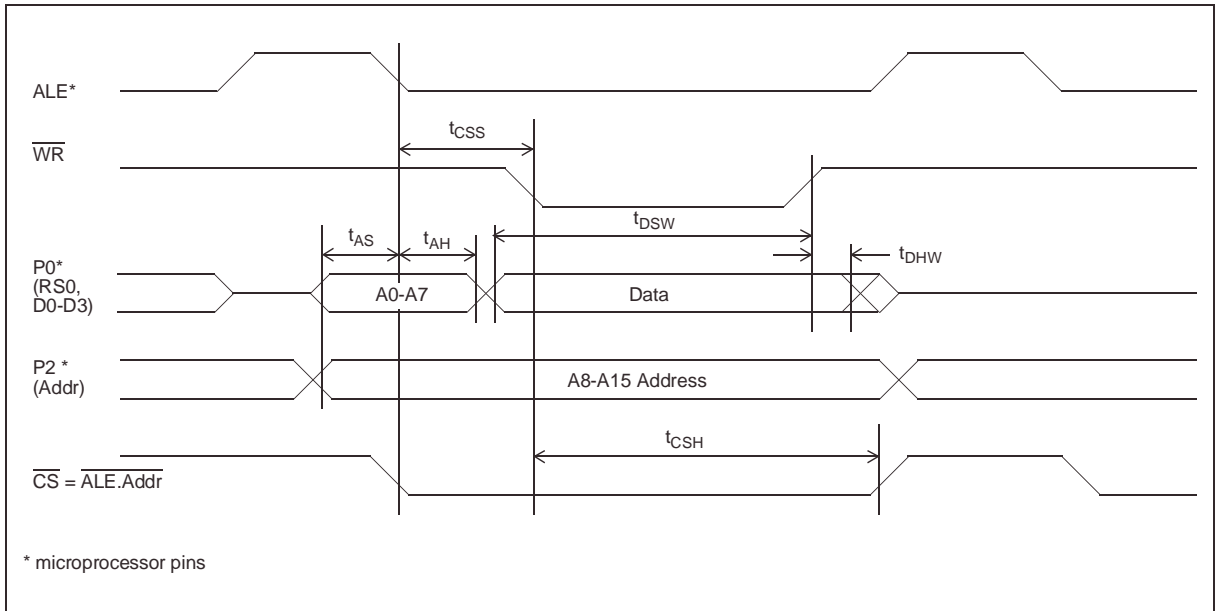 ALE*
tCSS
WR
tDSW
tAS
tAH
tDHW
P0*
(RS0,
D0-D3)
A0-A7
Data
P2 *
(Addr)
A8-A15 Address
tCSH
CS = ALE.Addr
* microprocessor pins